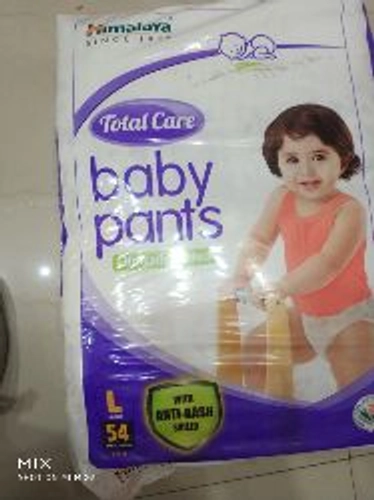 Himalaya
SINCE 1930
Total Care
baby
pants
L
54
WITH
ANTI-RASH
SHIELD
MIX